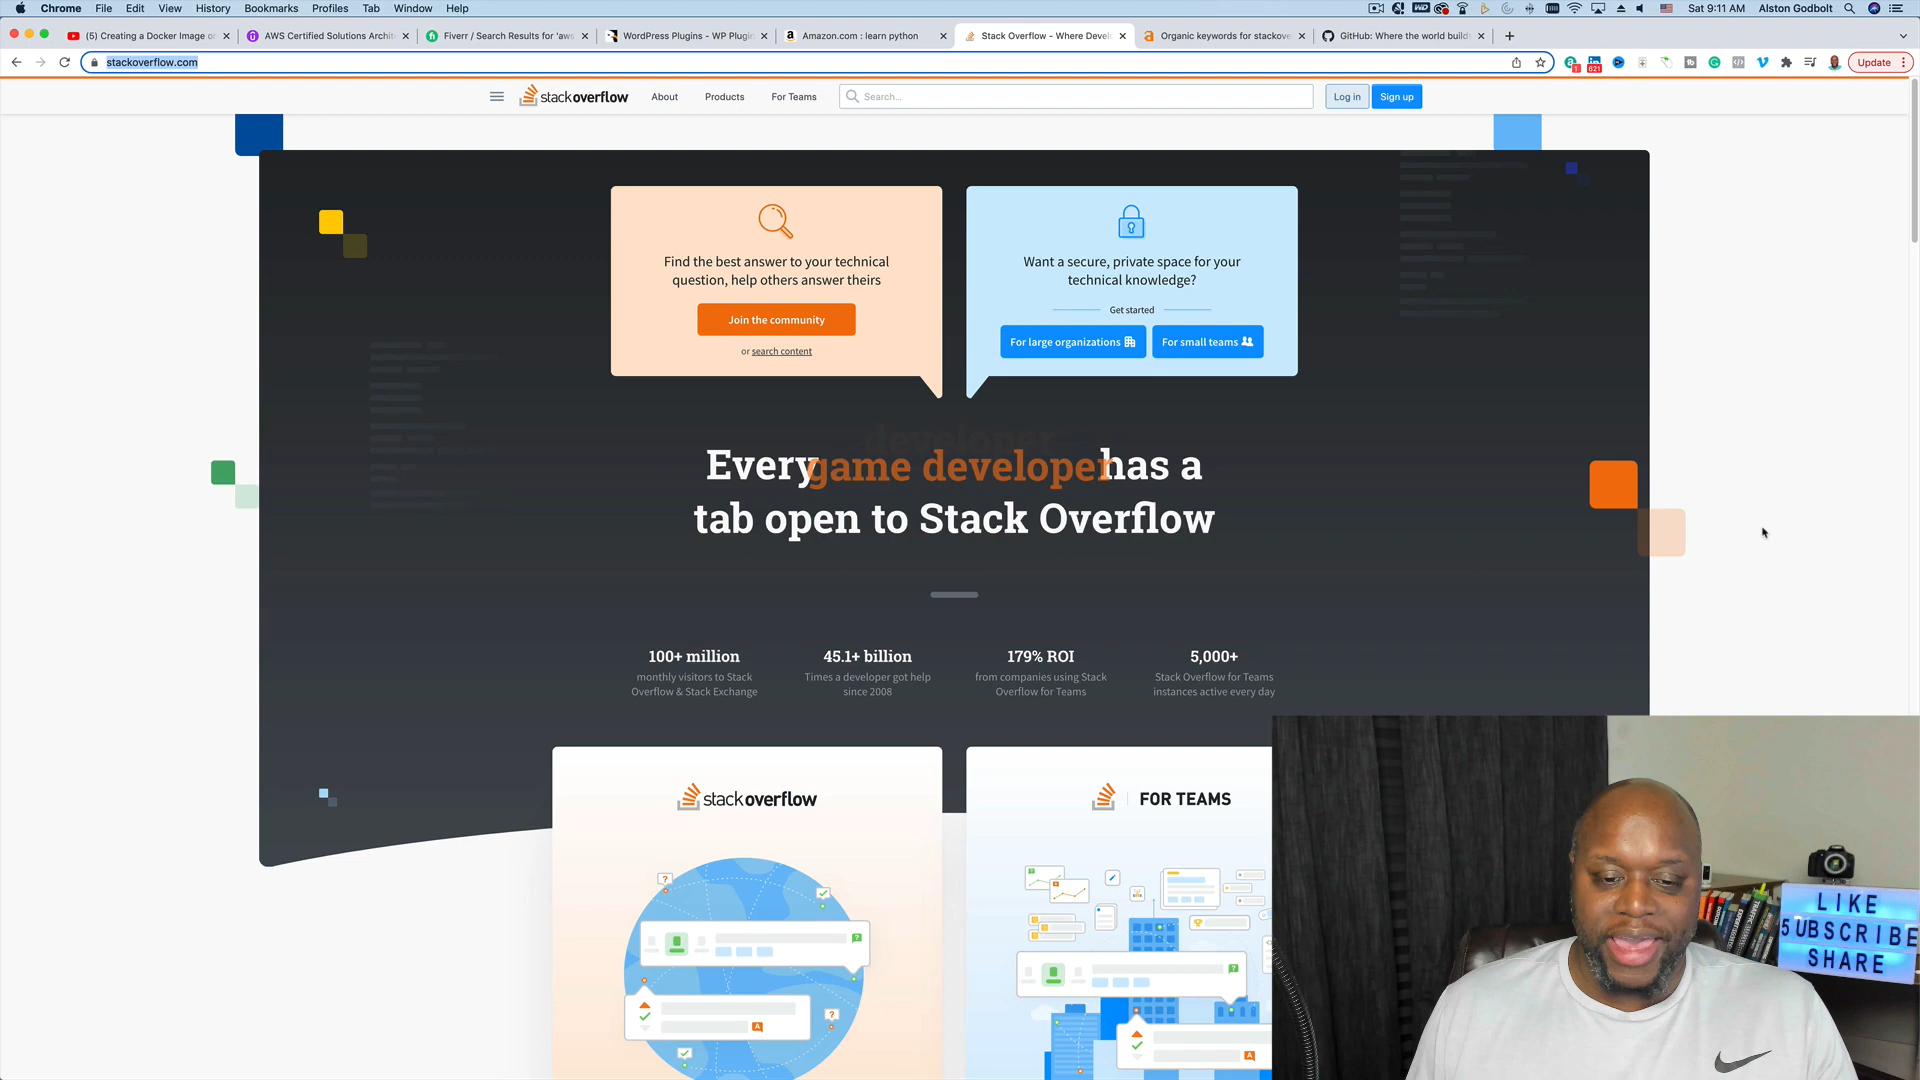 Chrome File Edit View History Bookmarks Profiles Tab Window Help
Sat 9:11 AM Alston Godbolt
(5) Creating a Docker Image or
AWS Certified Solutions Archit
Fiverr / Search Results for 'aws
WordPress Plugins - WP Plugin
Amazon.com : learn python
Stack Overflow - Where Devel
Organic keywords for stackove
GitHub: Where the world builds
stackoverflow.com
Update
stackoverflow About Products For Teams Search... Log in Sign up
Find the best answer to your technical
question, help others answer theirs
Join the community
or search content
Want a secure, private space for your
technical knowledge?
Get started
For large organizations For small teams
developer
Every game developer has a
tab open to Stack Overflow
100+ million
monthly visitors to Stack
Overflow & Stack Exchange
45.1+ billion
Times a developer got help
since 2008
179% ROI
from companies using Stack
Overflow for Teams
5,000+
Stack Overflow for Teams
instances active every day
stackoverflow
FOR TEAMS
LIKE
5UBSCRIBE
SHARE